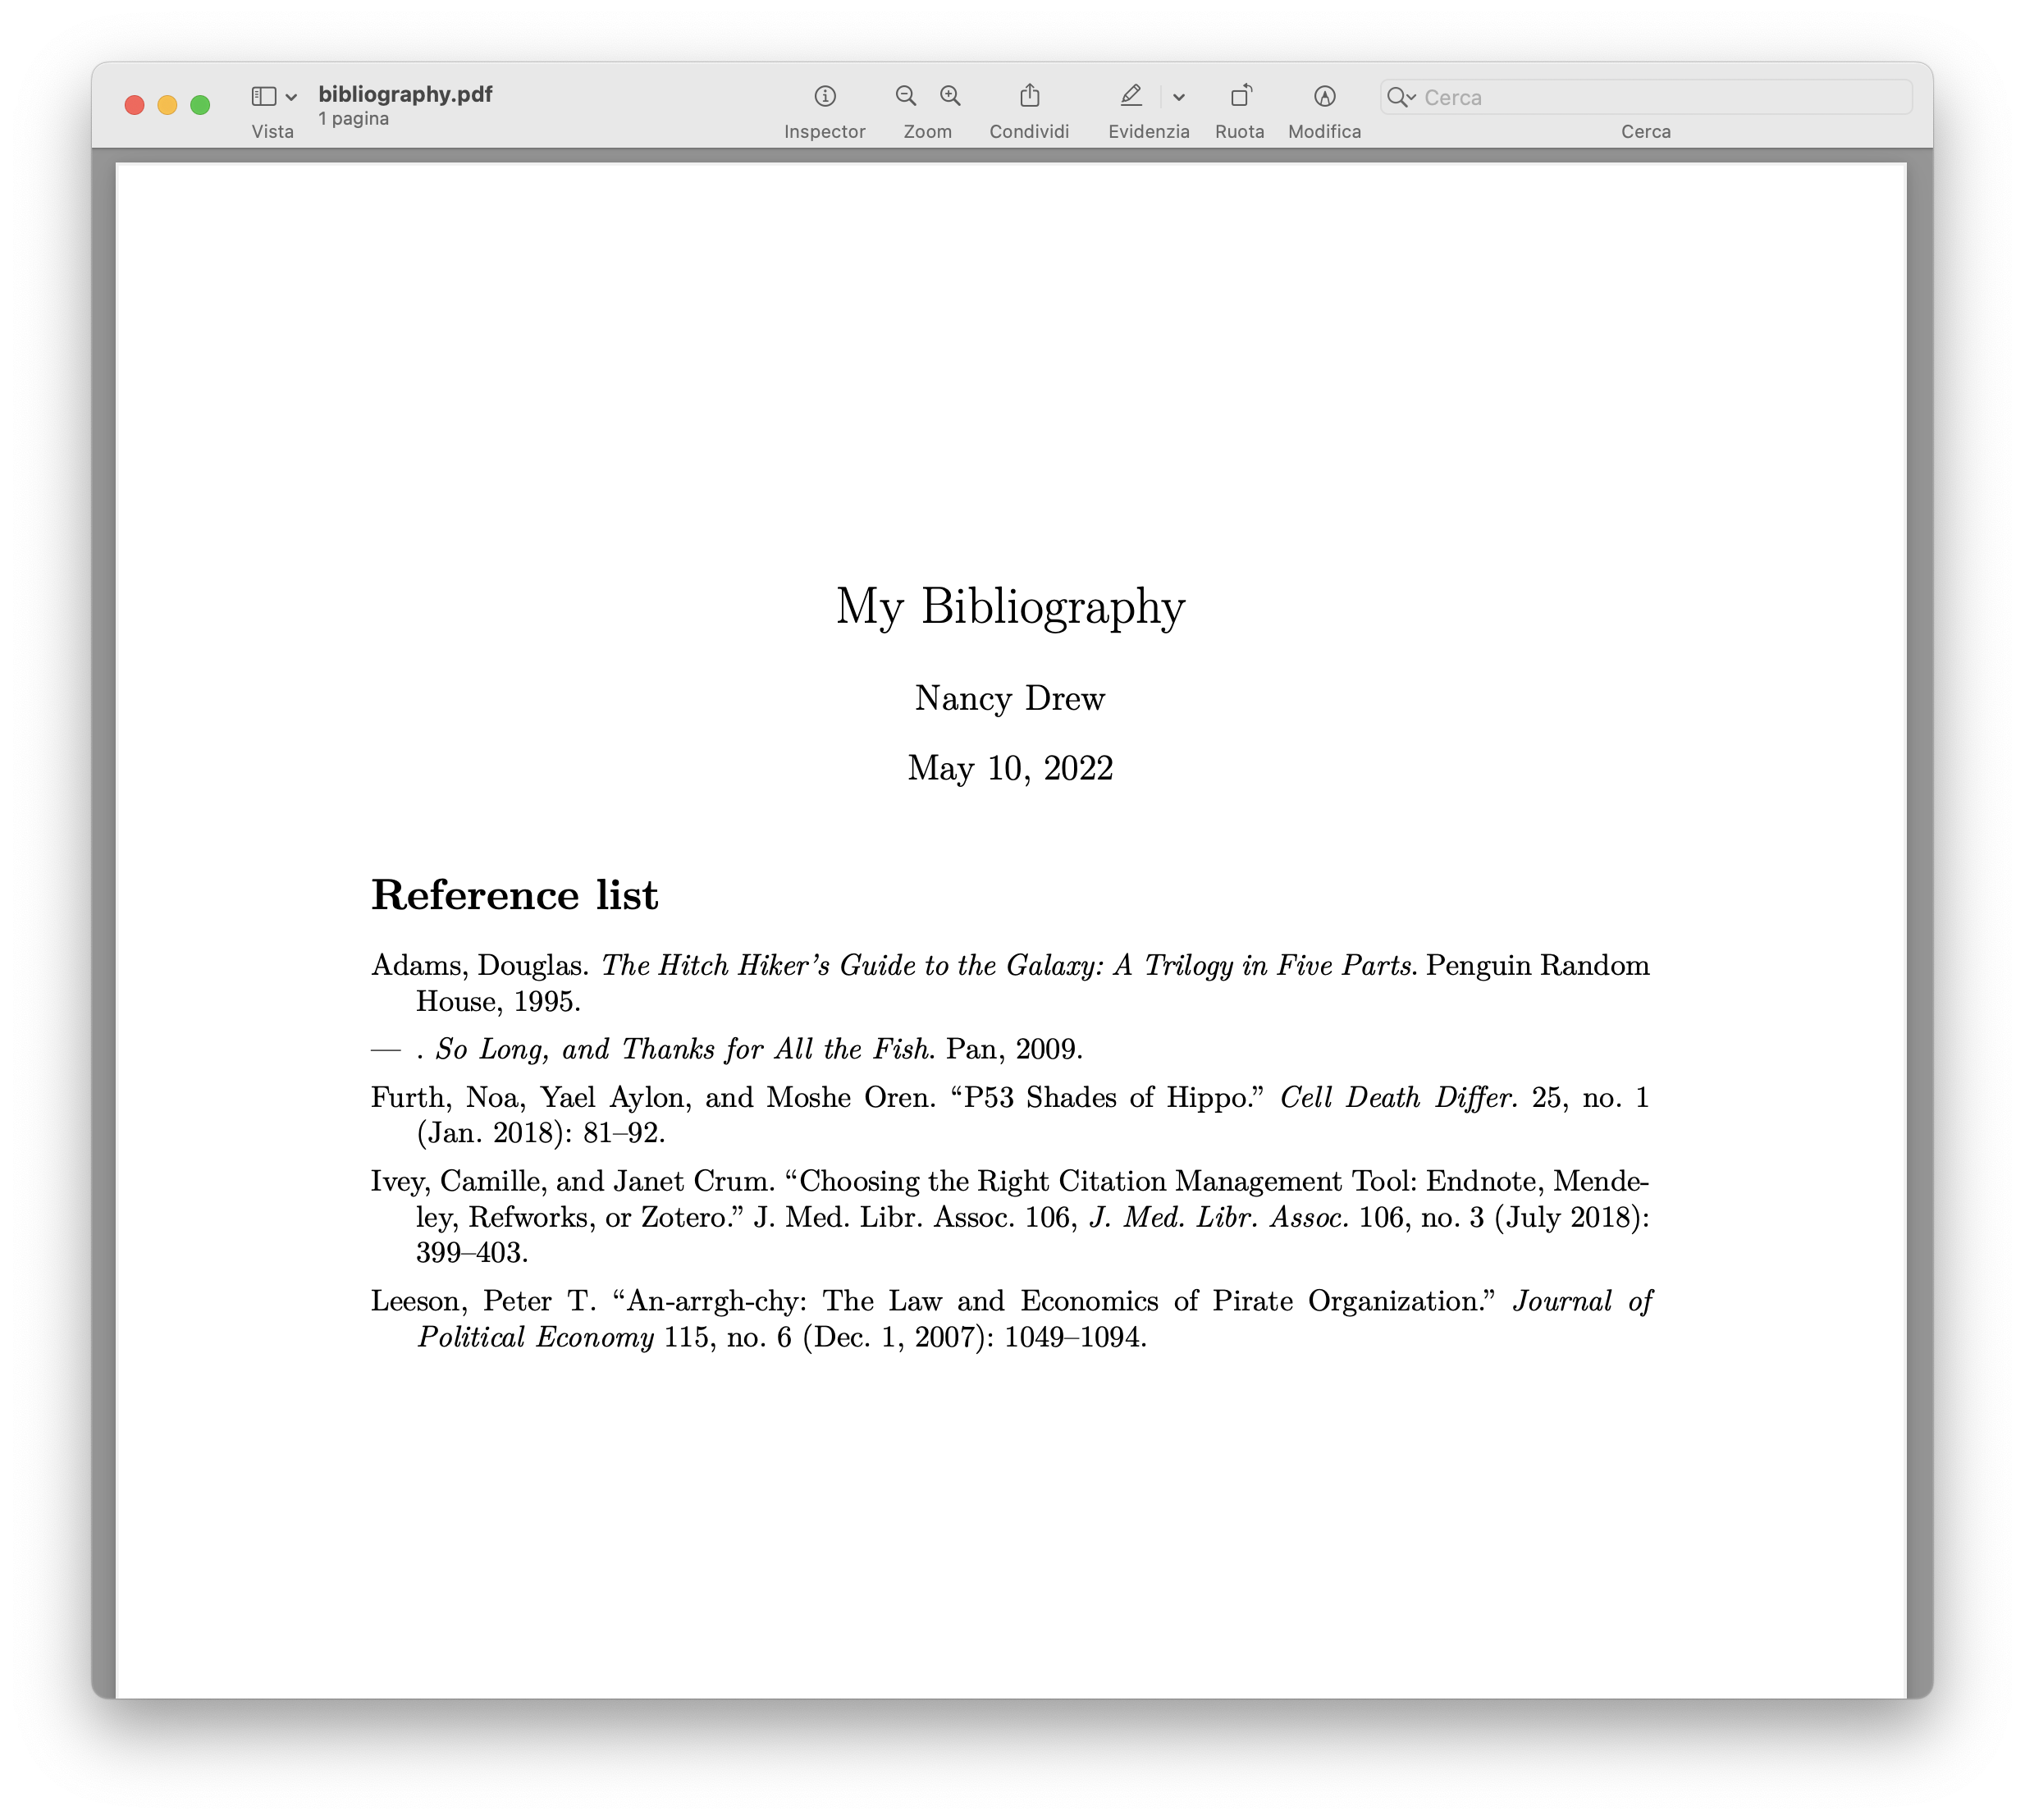 bibliography.pdf
1 pagina
Vista
Inspector
Zoom
Condividi
Evidenzia
Ruota
Modifica
Cerca
Cerca
My Bibliography
Nancy Drew
May 10, 2022
Reference list
Adams, Douglas. The Hitch Hiker’s Guide to the Galaxy: A Trilogy in Five Parts. Penguin Random
House, 1995.
— . So Long, and Thanks for All the Fish. Pan, 2009.
Furth, Noa, Yael Aylon, and Moshe Oren. “P53 Shades of Hippo.” Cell Death Differ. 25, no. 1
(Jan. 2018): 81–92.
Ivey, Camille, and Janet Crum. “Choosing the Right Citation Management Tool: Endnote, Mende-
ley, Refworks, or Zotero.” J. Med. Libr. Assoc. 106, J. Med. Libr. Assoc. 106, no. 3 (July 2018):
399–403.
Leeson, Peter T. “An-arrgh-chy: The Law and Economics of Pirate Organization.” Journal of
Political Economy 115, no. 6 (Dec. 1, 2007): 1049–1094.